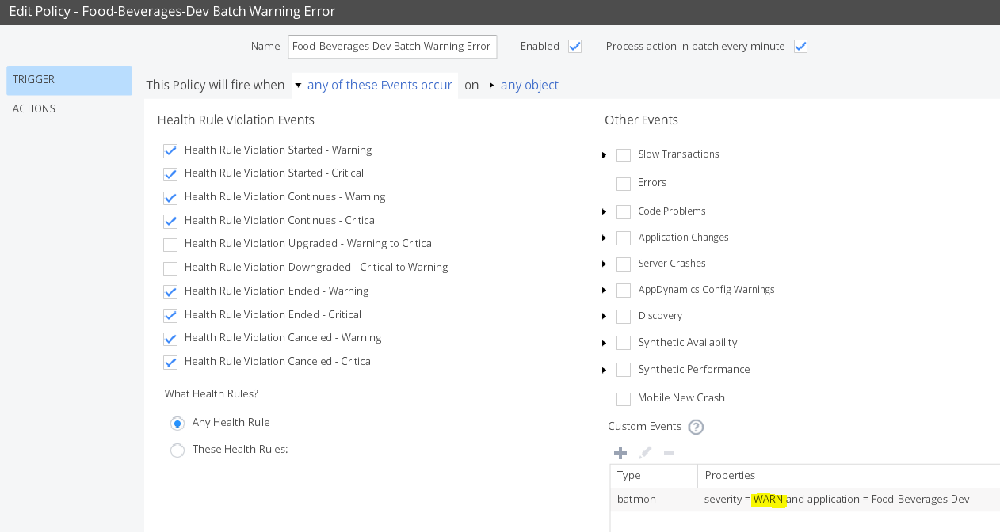 Edit Policy - Food-Beverages-Dev Batch Warning Error
Name Food-Beverages-Dev Batch Warning Error Enabled Process action in batch every minute
TRIGGER
ACTIONS
This Policy will fire when any of these Events occur on any object
Health Rule Violation Events
Health Rule Violation Started - Warning
Health Rule Violation Started - Critical
Health Rule Violation Continues - Warning
Health Rule Violation Continues - Critical
Health Rule Violation Upgraded - Warning to Critical
Health Rule Violation Downgraded - Critical to Warning
Health Rule Violation Ended - Warning
Health Rule Violation Ended - Critical
Health Rule Violation Canceled - Warning
Health Rule Violation Canceled - Critical
What Health Rules?
Any Health Rule
These Health Rules:
Other Events
Slow Transactions
Errors
Code Problems
Application Changes
Server Crashes
AppDynamics Config Warnings
Discovery
Synthetic Availability
Synthetic Performance
Mobile New Crash
Custom Events ?
Type Properties
batmon severity = WARN and application = Food-Beverages-Dev